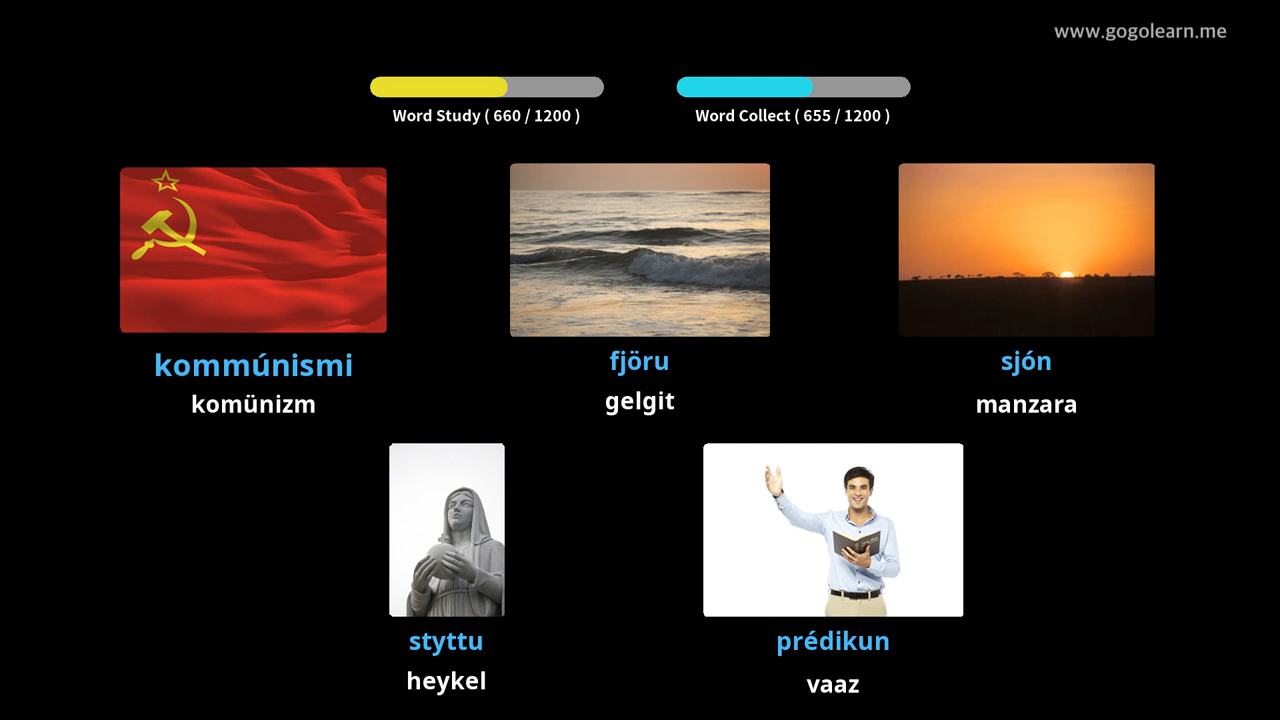 www.gogolearn.me
Word Study ( 660 / 1200 )
Word Collect ( 655 / 1200 )
kommúnismi
komünizm
fjöru
gelgit
sjón
manzara
styttu
heykel
prédikun
vaaz